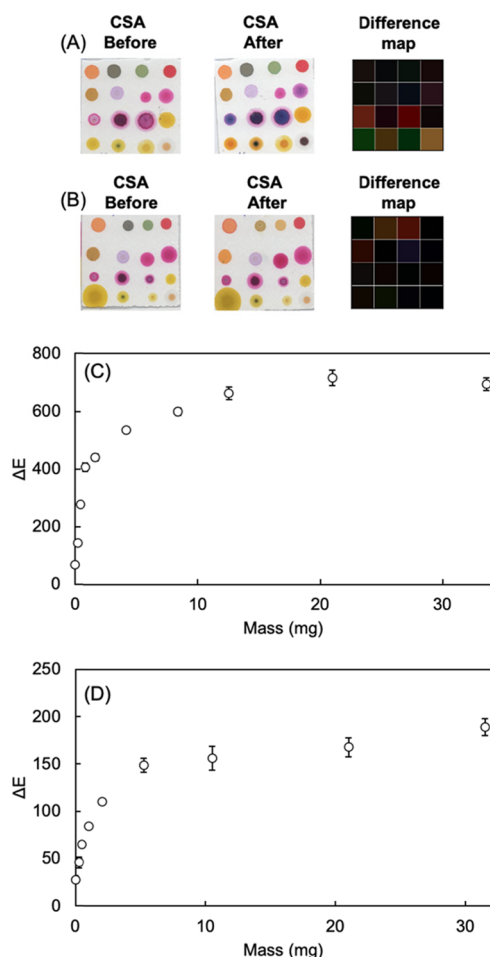 CSA Before
CSA After
Difference map
(A)
CSA Before
CSA After
Difference map
(B)
800
(C)
600
400
200
0
ΔE
0
10
20
30
Mass (mg)
250
(D)
200
150
100
50
0
ΔE
0
10
20
30
Mass (mg)